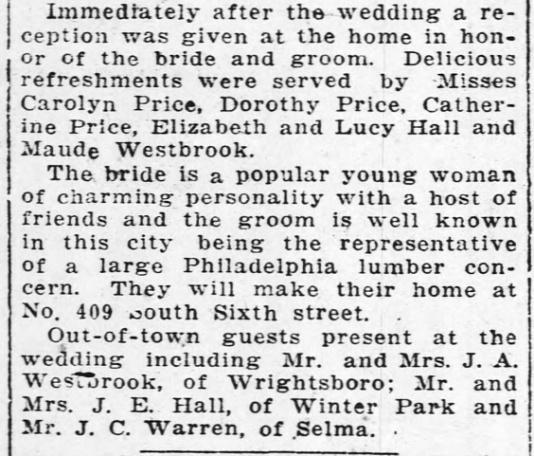 Immediately after the wedding a re-
ception was given at the home in hon-
or of the bride and groom. Delicious
refreshments were served by Misses
Carolyn Price, Dorothy Price, Cather-
ine Price, Elizabeth and Lucy Hall and
Maude Westbrook.
The bride is a popular young woman
of charming personality with a host of
friends and the groom is well known
in this city being the representative
of a large Philadelphia lumber con-
cern. They will make their home at
No. 409 South Sixth street.
Out-of-town guests present at the
wedding including Mr. and Mrs. J. A.
Westbrook, of Wrightsboro; Mr. and
Mrs. J. E. Hall, of Winter Park and
Mr. J. C. Warren, of Selma.